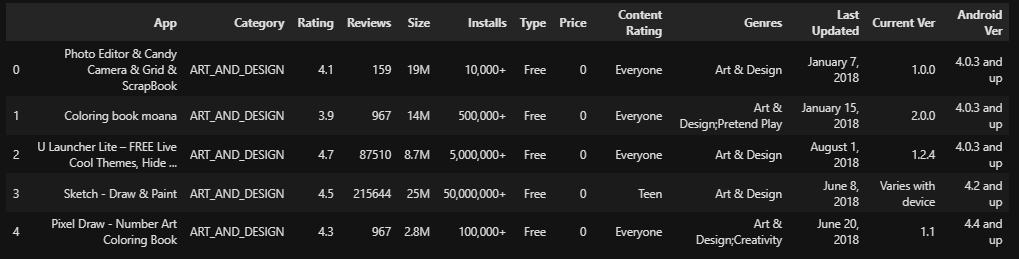 App Category Rating Reviews Size Installs Type Price Content Rating Genres Last Updated Current Ver Android Ver
0 Photo Editor & Candy Camera & Grid & ScrapBook ART_AND_DESIGN 4.1 159 19M 10,000+ Free 0 Everyone Art & Design January 7, 2018 1.0.0 4.0.3 and up
1 Coloring book moana ART_AND_DESIGN 3.9 967 14M 500,000+ Free 0 Everyone Art & Design;Pretend Play January 15, 2018 2.0.0 4.0.3 and up
2 U Launcher Lite – FREE Live Cool Themes, Hide ... ART_AND_DESIGN 4.7 87510 8.7M 5,000,000+ Free 0 Everyone Art & Design August 1, 2018 1.2.4 4.0.3 and up
3 Sketch - Draw & Paint ART_AND_DESIGN 4.5 215644 25M 50,000,000+ Free 0 Teen Art & Design June 8, 2018 Varies with device 4.2 and up
4 Pixel Draw - Number Art Coloring Book ART_AND_DESIGN 4.3 967 2.8M 100,000+ Free 0 Everyone Art & Design;Creativity June 20, 2018 1.1 4.4 and up